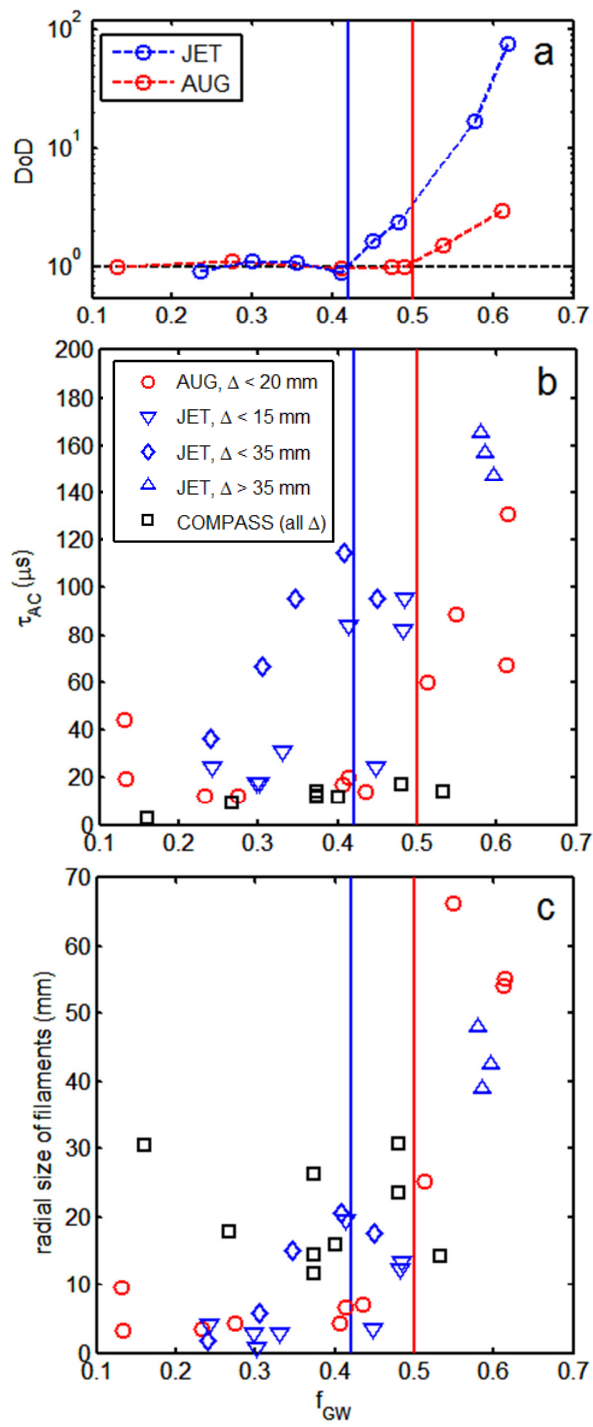 a
JET
AUG
DoD
10²
10¹
10⁰
0.1 0.2 0.3 0.4 0.5 0.6 0.7
b
AUG, Δ < 20 mm
JET, Δ < 15 mm
JET, Δ < 35 mm
JET, Δ > 35 mm
COMPASS (all Δ)
τAC (μs)
200
180
160
140
120
100
80
60
40
20
0
0.1 0.2 0.3 0.4 0.5 0.6 0.7
c
radial size of filaments (mm)
70
60
50
40
30
20
10
0
0.1 0.2 0.3 0.4 0.5 0.6 0.7
fGW